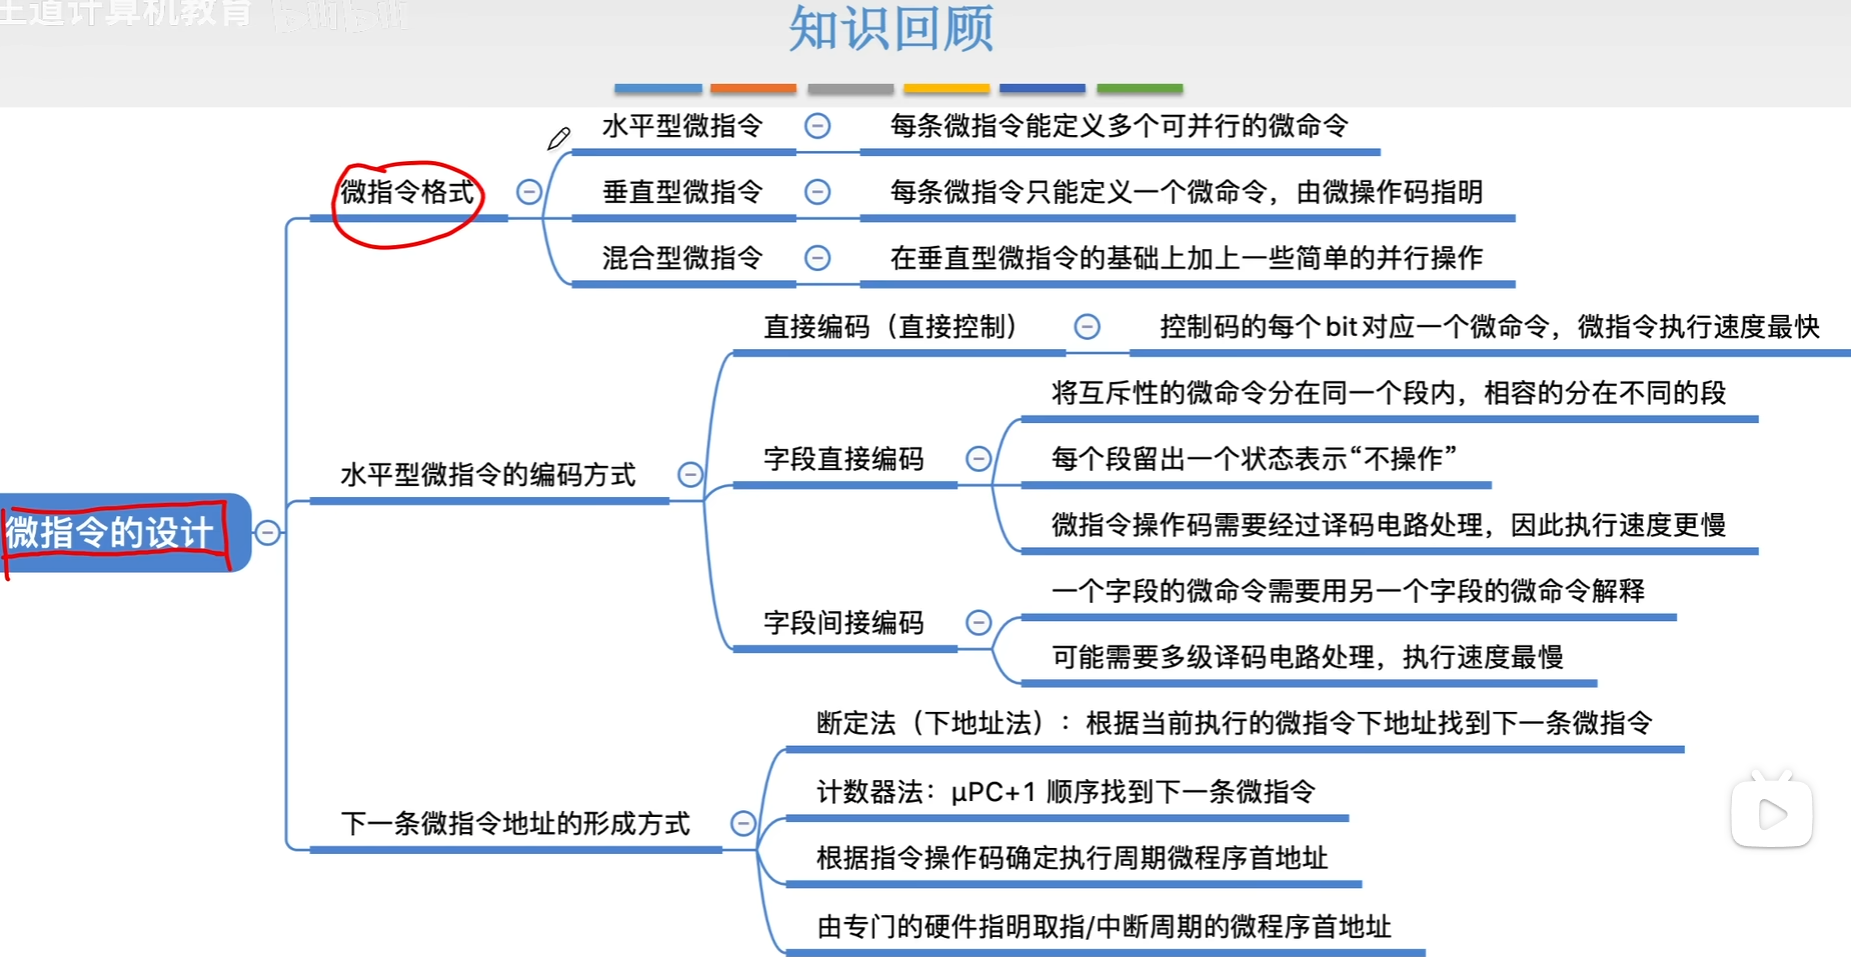 王道计算机教育 bilibili
知识回顾
水平型微指令
每条微指令能定义多个可并行的微命令
微指令格式
垂直型微指令
每条微指令只能定义一个微命令，由微操作码指明
混合型微指令
在垂直型微指令的基础上加上一些简单的并行操作
直接编码（直接控制）
控制码的每个bit对应一个微命令，微指令执行速度最快
将互斥性的微命令分在同一个段内，相容的分在不同的段
水平型微指令的编码方式
字段直接编码
每个段留出一个状态表示“不操作”
微指令的设计
微指令操作码需要经过译码电路处理，因此执行速度更慢
一个字段的微命令需要用另一个字段的微命令解释
字段间接编码
可能需要多级译码电路处理，执行速度最慢
断定法（下地址法）：根据当前执行的微指令下地址找到下一条微指令
计数器法：μPC+1 顺序找到下一条微指令
下一条微指令地址的形成方式
根据指令操作码确定执行周期微程序首地址
由专门的硬件指明取指/中断周期的微程序首地址